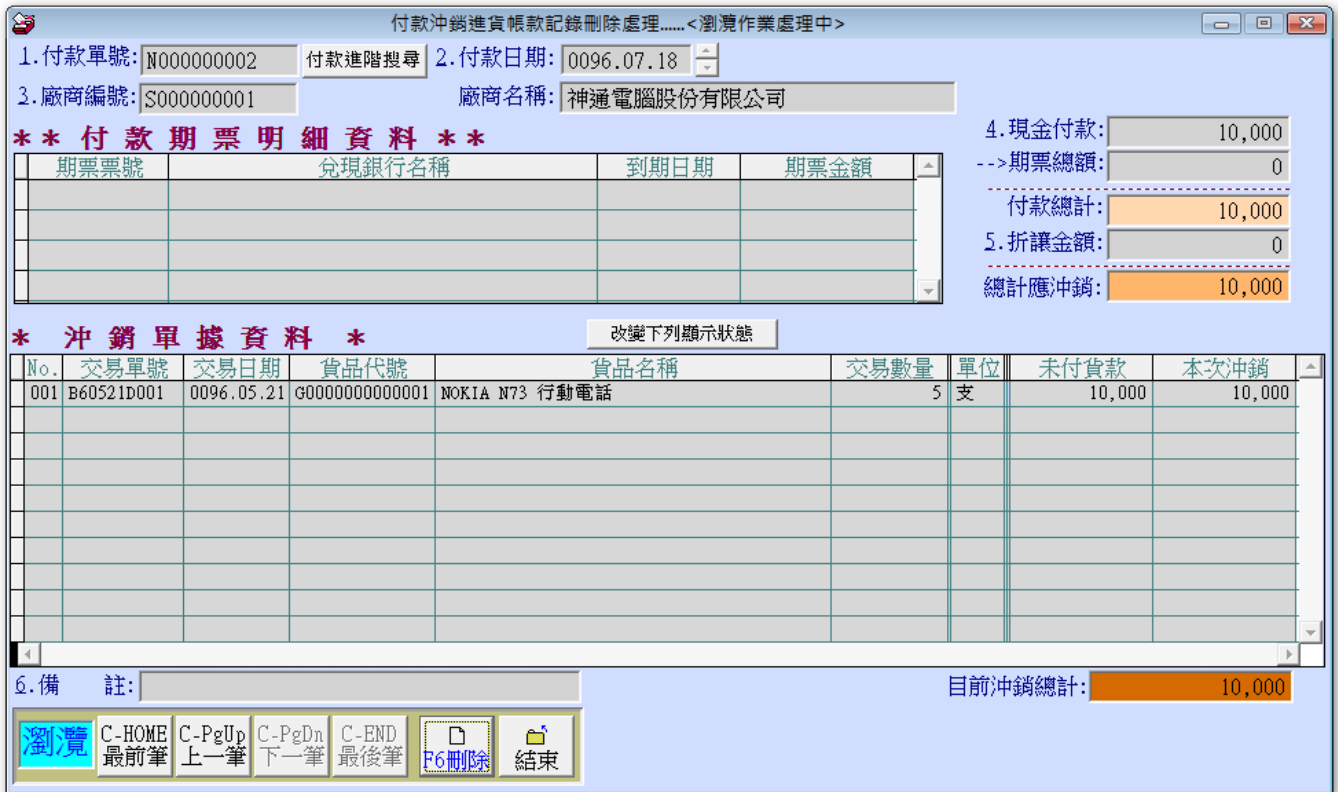 付款沖銷進貨帳款記錄刪除處理......<瀏灠作業處理中>
1.付款單號: N000000002 付款進階搜尋 2.付款日期: 0096.07.18
3.廠商編號: S000000001 廠商名稱: 神通電腦股份有限公司
** 付款期票明細資料 **
期票票號 兌現銀行名稱 到期日期 期票金額
4.現金付款: 10,000
-->期票總額: 0
付款總計: 10,000
5.折讓金額: 0
總計應沖銷: 10,000
* 沖銷單據資料 * 改變下列顯示狀態
No. 交易單號 交易日期 貨品代號 貨品名稱 交易數量 單位 未付貨款 本次沖銷
001 B60521D001 0096.05.21 G0000000000001 NOKIA N73 行動電話 5 支 10,000 10,000
6.備 註: 目前沖銷總計: 10,000
瀏灠 C-HOME C-PgUp C-PgDn C-END
最前筆 上一筆 下一筆 最後筆 F6刪除 結束